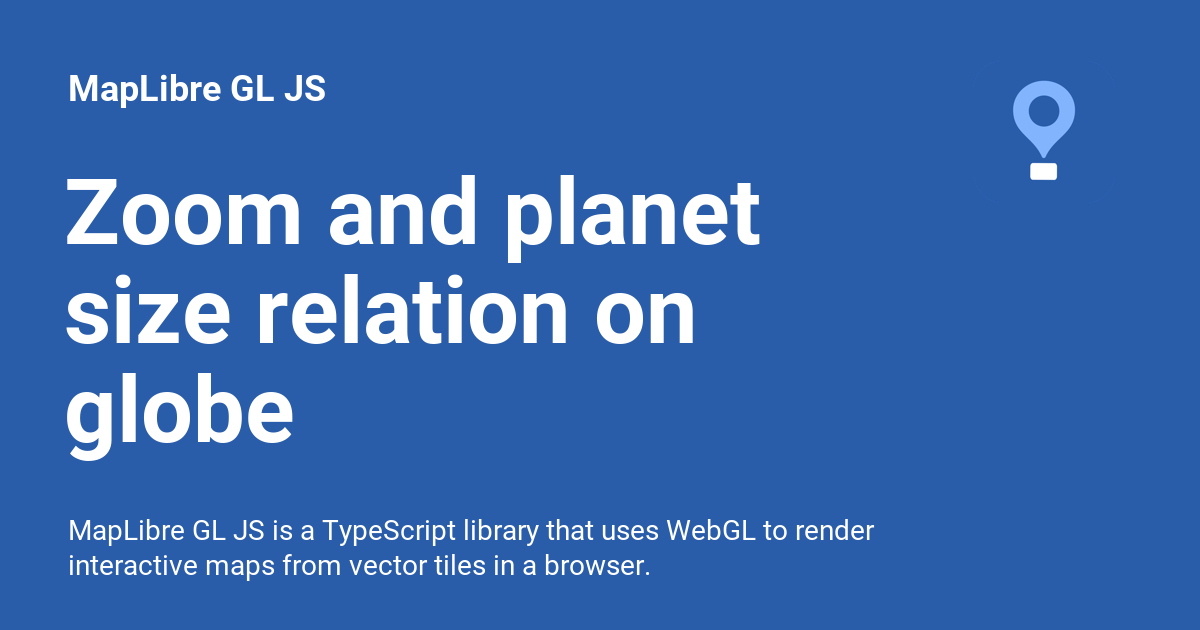 MapLibre GL JS
Zoom and planet
size relation on
globe
MapLibre GL JS is a TypeScript library that uses WebGL to render
interactive maps from vector tiles in a browser.